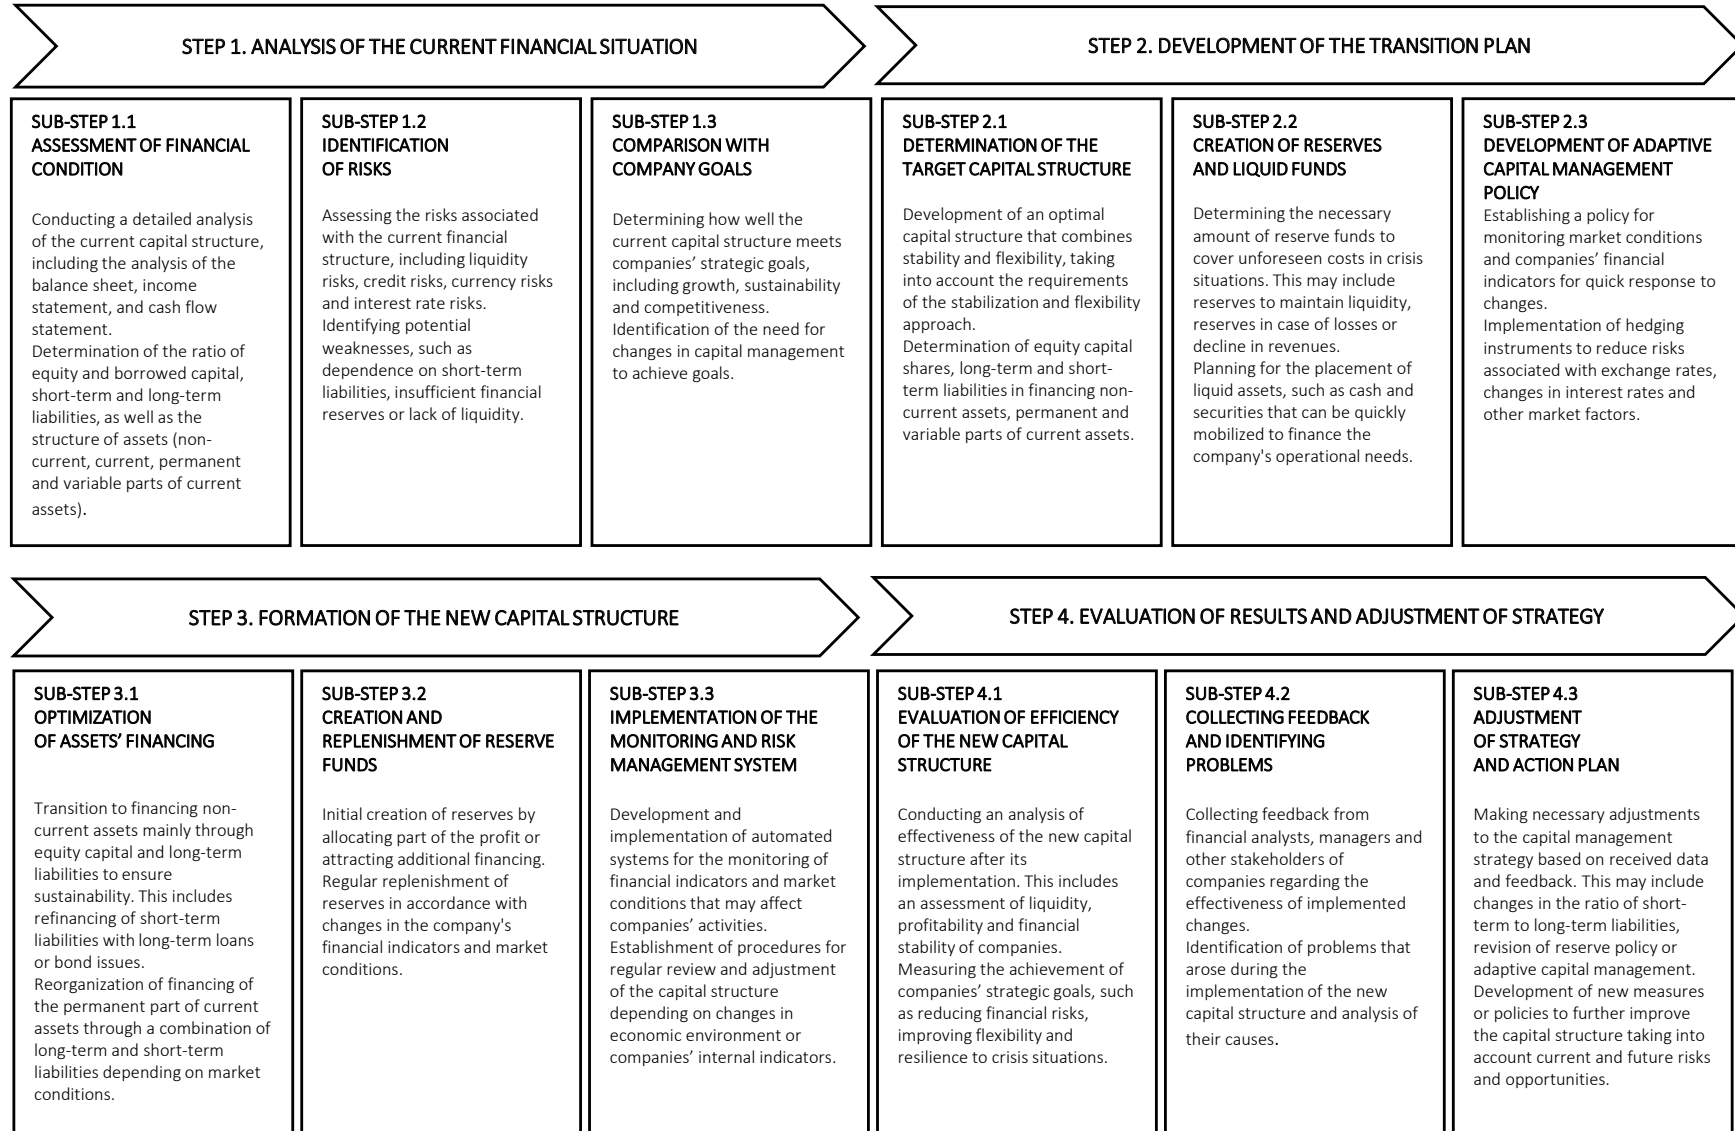 STEP 1. ANALYSIS OF THE CURRENT FINANCIAL SITUATION
STEP 2. DEVELOPMENT OF THE TRANSITION PLAN
SUB-STEP 1.1
ASSESSMENT OF FINANCIAL
CONDITION
Conducting a detailed analysis
of the current capital structure,
including the analysis of the
balance sheet, income
statement, and cash flow
statement.
Determination of the ratio of
equity and borrowed capital,
short-term and long-term
liabilities, as well as the
structure of assets (non-
current, current, permanent
and variable parts of current
assets).
SUB-STEP 1.2
IDENTIFICATION
OF RISKS
Assessing the risks associated
with the current financial
structure, including liquidity
risks, credit risks, currency risks
and interest rate risks.
Identifying potential
weaknesses, such as
dependence on short-term
liabilities, insufficient financial
reserves or lack of liquidity.
SUB-STEP 1.3
COMPARISON WITH
COMPANY GOALS
Determining how well the
current capital structure meets
companies’ strategic goals,
including growth, sustainability
and competitiveness.
Identification of the need for
changes in capital management
to achieve goals.
SUB-STEP 2.1
DETERMINATION OF THE
TARGET CAPITAL STRUCTURE
Development of an optimal
capital structure that combines
stability and flexibility, taking
into account the requirements
of the stabilization and flexibility
approach.
Determination of equity capital
shares, long-term and short-
term liabilities in financing non-
current assets, permanent and
variable parts of current assets.
SUB-STEP 2.2
CREATION OF RESERVES
AND LIQUID FUNDS
Determining the necessary
amount of reserve funds to
cover unforeseen costs in crisis
situations. This may include
reserves to maintain liquidity,
reserves in case of losses or
decline in revenues.
Planning for the placement of
liquid assets, such as cash and
securities that can be quickly
mobilized to finance the
company's operational needs.
SUB-STEP 2.3
DEVELOPMENT OF ADAPTIVE
CAPITAL MANAGEMENT
POLICY
Establishing a policy for
monitoring market conditions
and companies’ financial
indicators for quick response to
changes.
Implementation of hedging
instruments to reduce risks
associated with exchange rates,
changes in interest rates and
other market factors.
STEP 3. FORMATION OF THE NEW CAPITAL STRUCTURE
STEP 4. EVALUATION OF RESULTS AND ADJUSTMENT OF STRATEGY
SUB-STEP 3.1
OPTIMIZATION
OF ASSETS’ FINANCING
Transition to financing non-
current assets mainly through
equity capital and long-term
liabilities to ensure
sustainability. This includes
refinancing of short-term
liabilities with long-term loans
or bond issues.
Reorganization of financing of
the permanent part of current
assets through a combination of
long-term and short-term
liabilities depending on market
conditions.
SUB-STEP 3.2
CREATION AND
REPLENISHMENT OF RESERVE
FUNDS
Initial creation of reserves by
allocating part of the profit or
attracting additional financing.
Regular replenishment of
reserves in accordance with
changes in the company's
financial indicators and market
conditions.
SUB-STEP 3.3
IMPLEMENTATION OF THE
MONITORING AND RISK
MANAGEMENT SYSTEM
Development and
implementation of automated
systems for the monitoring of
financial indicators and market
conditions that may affect
companies’ activities.
Establishment of procedures for
regular review and adjustment
of the capital structure
depending on changes in
economic environment or
companies’ internal indicators.
SUB-STEP 4.1
EVALUATION OF EFFICIENCY
OF THE NEW CAPITAL
STRUCTURE
Conducting an analysis of
effectiveness of the new capital
structure after its
implementation. This includes
an assessment of liquidity,
profitability and financial
stability of companies.
Measuring the achievement of
companies’ strategic goals, such
as reducing financial risks,
improving flexibility and
resilience to crisis situations.
SUB-STEP 4.2
COLLECTING FEEDBACK
AND IDENTIFYING
PROBLEMS
Collecting feedback from
financial analysts, managers and
other stakeholders of
companies regarding the
effectiveness of implemented
changes.
Identification of problems that
arose during the
implementation of the new
capital structure and analysis of
their causes.
SUB-STEP 4.3
ADJUSTMENT
OF STRATEGY
AND ACTION PLAN
Making necessary adjustments
to the capital management
strategy based on received data
and feedback. This may include
changes in the ratio of short-
term to long-term liabilities,
revision of reserve policy or
adaptive capital management.
Development of new measures
or policies to further improve
the capital structure taking into
account current and future risks
and opportunities.